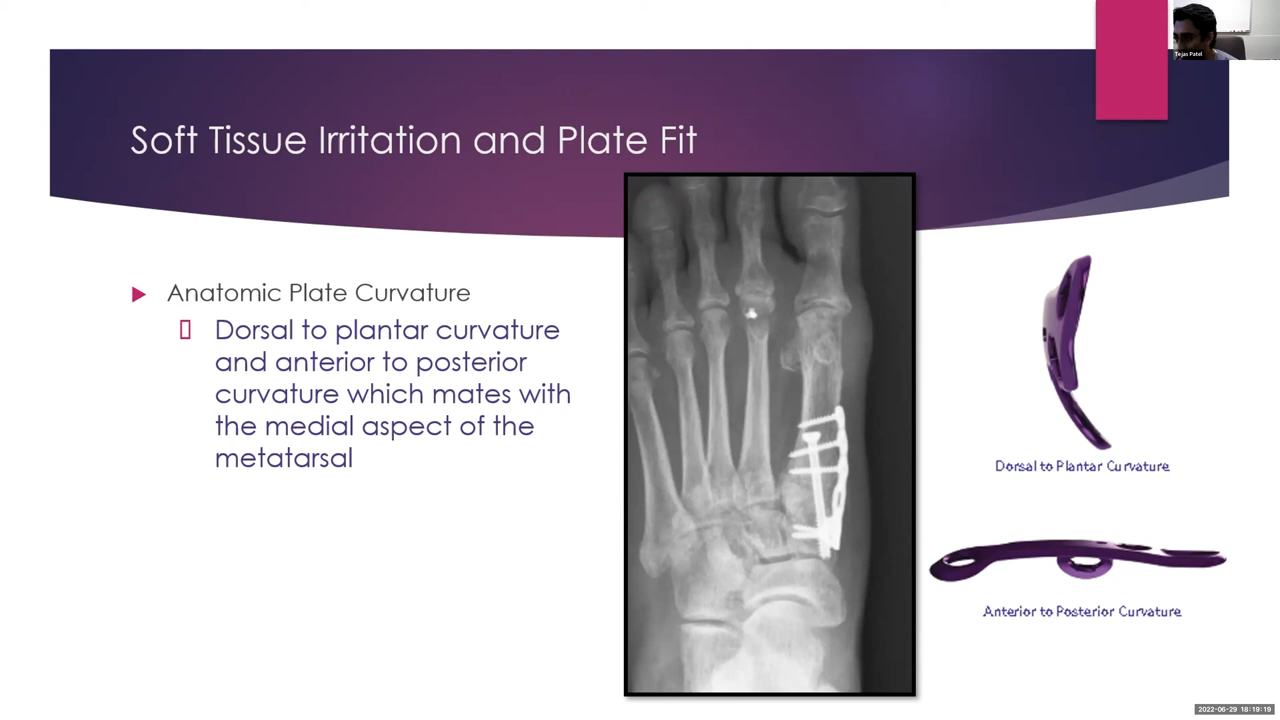 Tejas Patel
Soft Tissue Irritation and Plate Fit
Anatomic Plate Curvature
Dorsal to plantar curvature
and anterior to posterior
curvature which mates with
the medial aspect of the
metatarsal
Dorsal to Plantar Curvature
Anterior to Posterior Curvature
2022-06-29 18:19:19